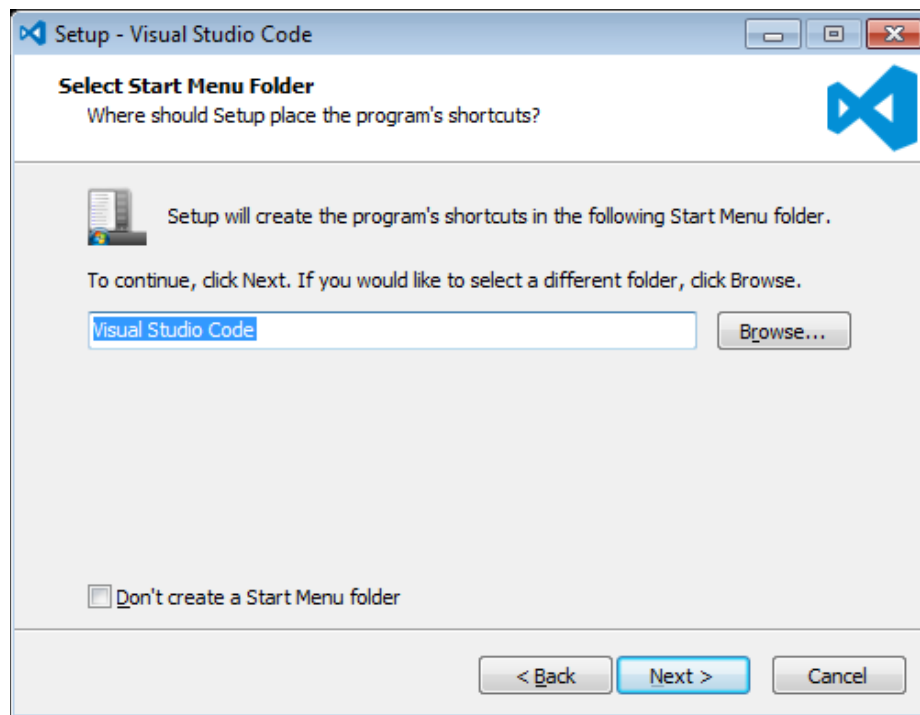 Setup - Visual Studio Code
Select Start Menu Folder
Where should Setup place the program's shortcuts?
Setup will create the program's shortcuts in the following Start Menu folder.
To continue, click Next. If you would like to select a different folder, click Browse.
Visual Studio Code
Browse...
Don't create a Start Menu folder
< Back
Next >
Cancel